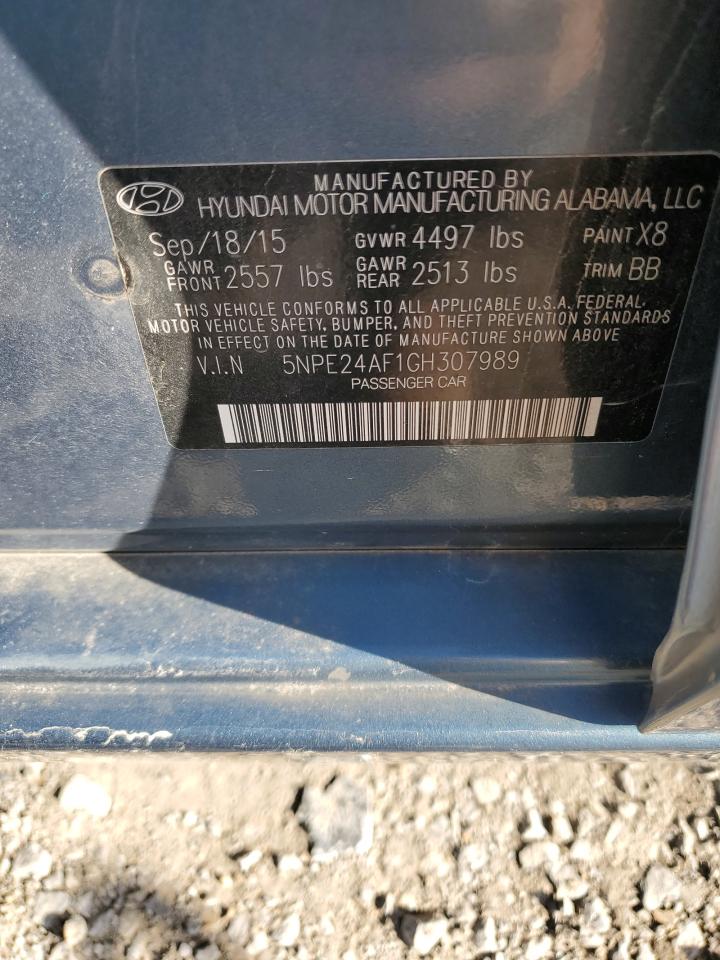 MANUFACTURED BY
HYUNDAI MOTOR MANUFACTURING ALABAMA, LLC
Sep/18/15 GVWR 4497 lbs PAINT X8
GAWR FRONT 2557 lbs GAWR REAR 2513 lbs TRIM BB
THIS VEHICLE CONFORMS TO ALL APPLICABLE U.S.A. FEDERAL
MOTOR VEHICLE SAFETY, BUMPER, AND THEFT PREVENTION STANDARDS
IN EFFECT ON THE DATE OF MANUFACTURE SHOWN ABOVE
V.I.N 5NPE24AF1GH307989
PASSENGER CAR